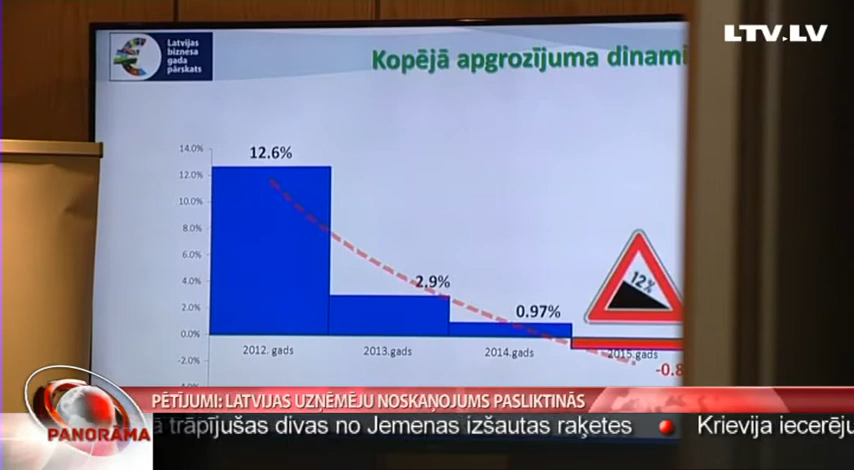 LTV.LV
Latvijas
biznesa
gada
pārskats
Kopējā apgrozījuma dinami
14.0%
12.6%
12.0%
10.0%
8.0%
6.0%
4.0%
2.9%
12%
2.0%
0.97%
0.0%
2012. gads
2013.gads
2014.gads
2015.gads
-2.0%
-0.8
PĒTĪJUMI: LATVIJAS UZŅĒMĒJU NOSKAŅOJUMS PASLIKTINĀS
PANORĀMA
ā trāpījušas divas no Jemenas izšautas raķetes Krievija iecerēju